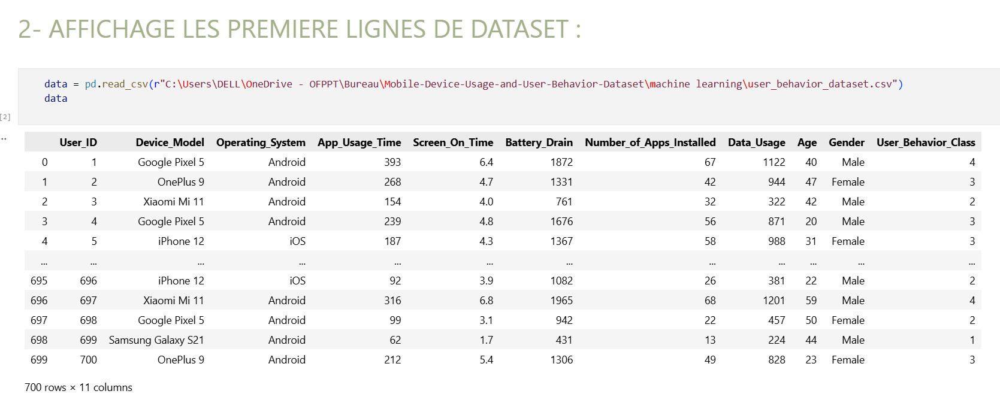 2- AFFICHAGE LES PREMIERE LIGNES DE DATASET :
data = pd.read_csv(r"C:\Users\DELL\OneDrive - OFPPT\Bureau\Mobile-Device-Usage-and-User-Behavior-Dataset\machine learning\user_behavior_dataset.csv")
data
[2]
...
User_ID Device_Model Operating_System App_Usage_Time Screen_On_Time Battery_Drain Number_of_Apps_Installed Data_Usage Age Gender User_Behavior_Class
0 1 Google Pixel 5 Android 393 6.4 1872 67 1122 40 Male 4
1 2 OnePlus 9 Android 268 4.7 1331 42 944 47 Female 3
2 3 Xiaomi Mi 11 Android 154 4.0 761 32 322 42 Male 2
3 4 Google Pixel 5 Android 239 4.8 1676 56 871 20 Male 3
4 5 iPhone 12 iOS 187 4.3 1367 58 988 31 Female 3
... ... ... ... ... ... ... ... ... ... ... ...
695 696 iPhone 12 iOS 92 3.9 1082 26 381 22 Male 2
696 697 Xiaomi Mi 11 Android 316 6.8 1965 68 1201 59 Male 4
697 698 Google Pixel 5 Android 99 3.1 942 22 457 50 Female 2
698 699 Samsung Galaxy S21 Android 62 1.7 431 13 224 44 Male 1
699 700 OnePlus 9 Android 212 5.4 1306 49 828 23 Female 3
700 rows × 11 columns